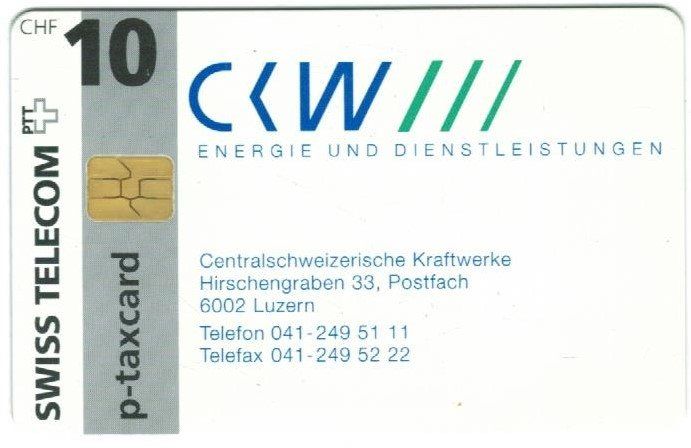 CHF 10
SWISS TELECOM PTT
p-taxcard
CKW
ENERGIE UND DIENSTLEISTUNGEN
Centralschweizerische Kraftwerke
Hirschengraben 33, Postfach
6002 Luzern
Telefon 041-249 51 11
Telefax 041-249 52 22